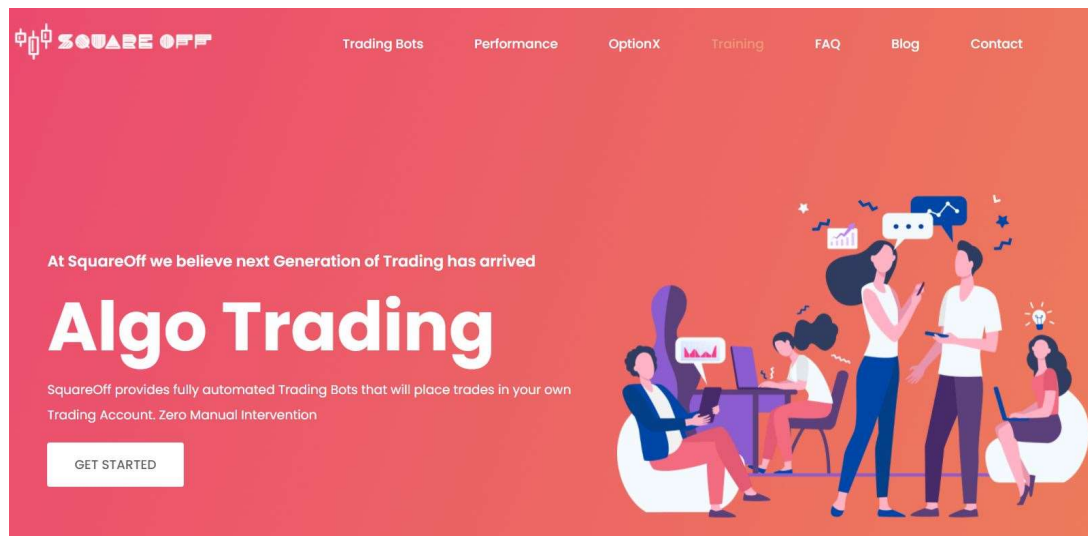 SQUARE OFF
Trading Bots Performance OptionX Training FAQ Blog Contact
At SquareOff we believe next Generation of Trading has arrived
Algo Trading
SquareOff provides fully automated Trading Bots that will place trades in your own
Trading Account. Zero Manual Intervention
GET STARTED